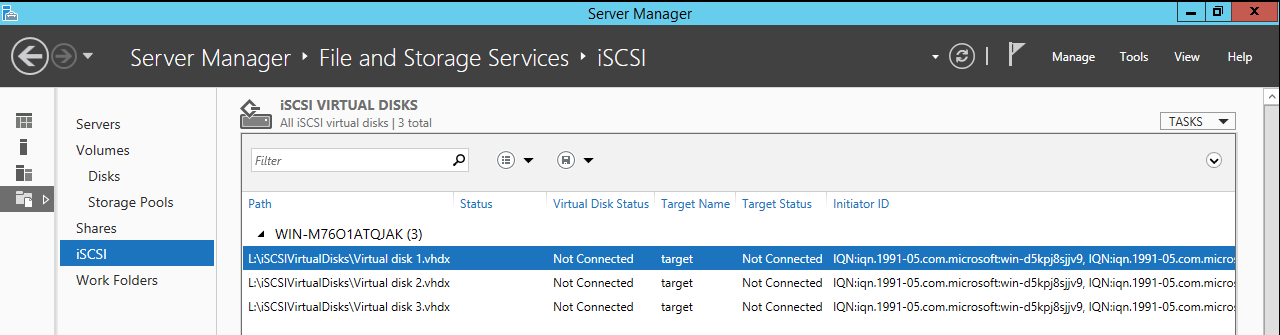 Server Manager
Server Manager ‣ File and Storage Services ‣ iSCSI
Manage Tools View Help
Servers
Volumes
Disks
Storage Pools
Shares
iSCSI
Work Folders
iSCSI VIRTUAL DISKS
All iSCSI virtual disks | 3 total
TASKS
Filter
Path Status Virtual Disk Status Target Name Target Status Initiator ID
WIN-M76O1ATQJAK (3)
L:\iSCSIVirtualDisks\Virtual disk 1.vhdx Not Connected target Not Connected IQN:iqn.1991-05.com.microsoft:win-d5kpj8sjjv9, IQN:iqn.1991-05.com.micros
L:\iSCSIVirtualDisks\Virtual disk 2.vhdx Not Connected target Not Connected IQN:iqn.1991-05.com.microsoft:win-d5kpj8sjjv9, IQN:iqn.1991-05.com.micros
L:\iSCSIVirtualDisks\Virtual disk 3.vhdx Not Connected target Not Connected IQN:iqn.1991-05.com.microsoft:win-d5kpj8sjjv9, IQN:iqn.1991-05.com.micros